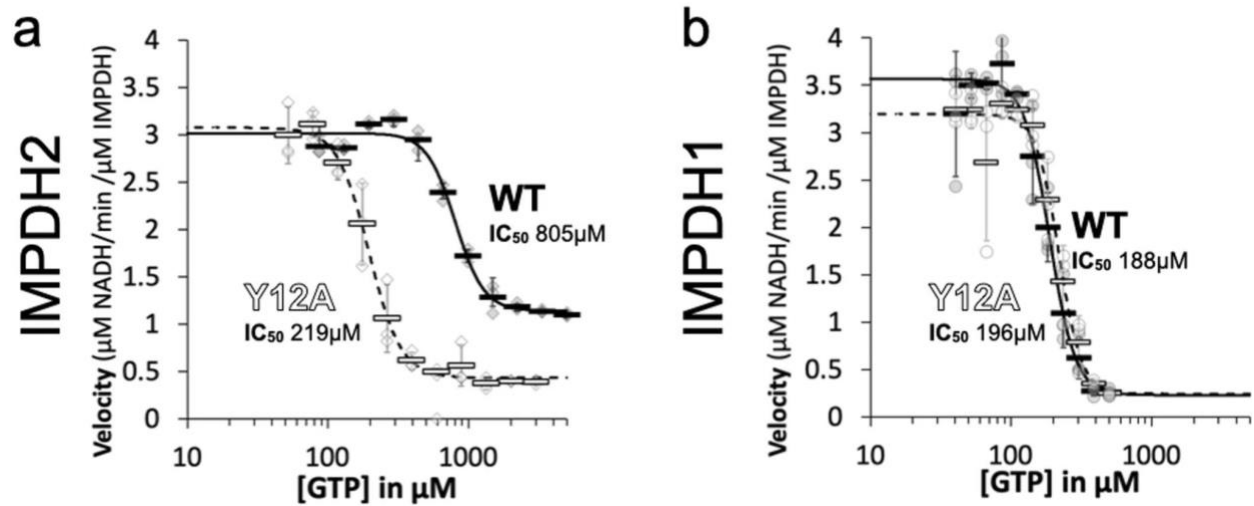 a
IMPDH2
Velocity (µM NADH/min /µM IMPDH)
4
3.5
3
2.5
2
1.5
1
0.5
0
10
100
1000
[GTP] in µM
WT
IC50 805µM
Y12A
IC50 219µM
b
IMPDH1
Velocity (µM NADH/min /µM IMPDH)
4
3.5
3
2.5
2
1.5
1
0.5
0
10
100
1000
[GTP] in µM
WT
IC50 188µM
Y12A
IC50 196µM